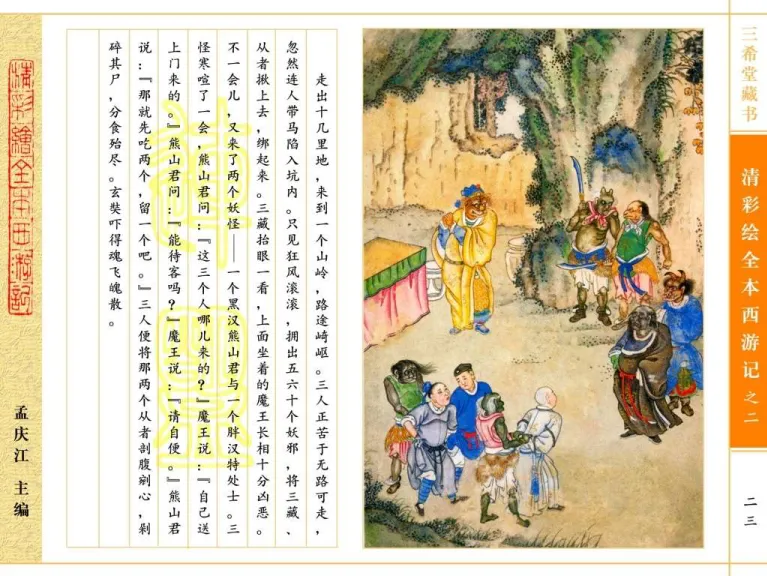 三希堂藏书
清彩绘全本西游记之二
二三
走出十几里地，来到一个山岭，路途崎岖。三人正苦于无路可走，
忽然连人带马陷入坑内。只见狂风滚滚，拥出五六十个妖邪，将三藏、
从者揪上去，绑起来。三藏抬眼一看，上面坐着的魔王长相十分凶恶。
不一会儿，又来了两个妖怪——一个黑汉熊山君与一个胖汉特处士。三
怪寒喧了一会，熊山君问：『这三个人哪儿来的？』魔王说：『自己送
上门来的。』熊山君问：『能待客吗？』魔王说：『请自便。』熊山君
说：『那就先吃两个，留一个吧。』三人便将那两个从者剖腹剜心，剁
碎其尸，分食殆尽。玄奘吓得魂飞魄散。
清彩绘全本西游记
孟庆江 主编